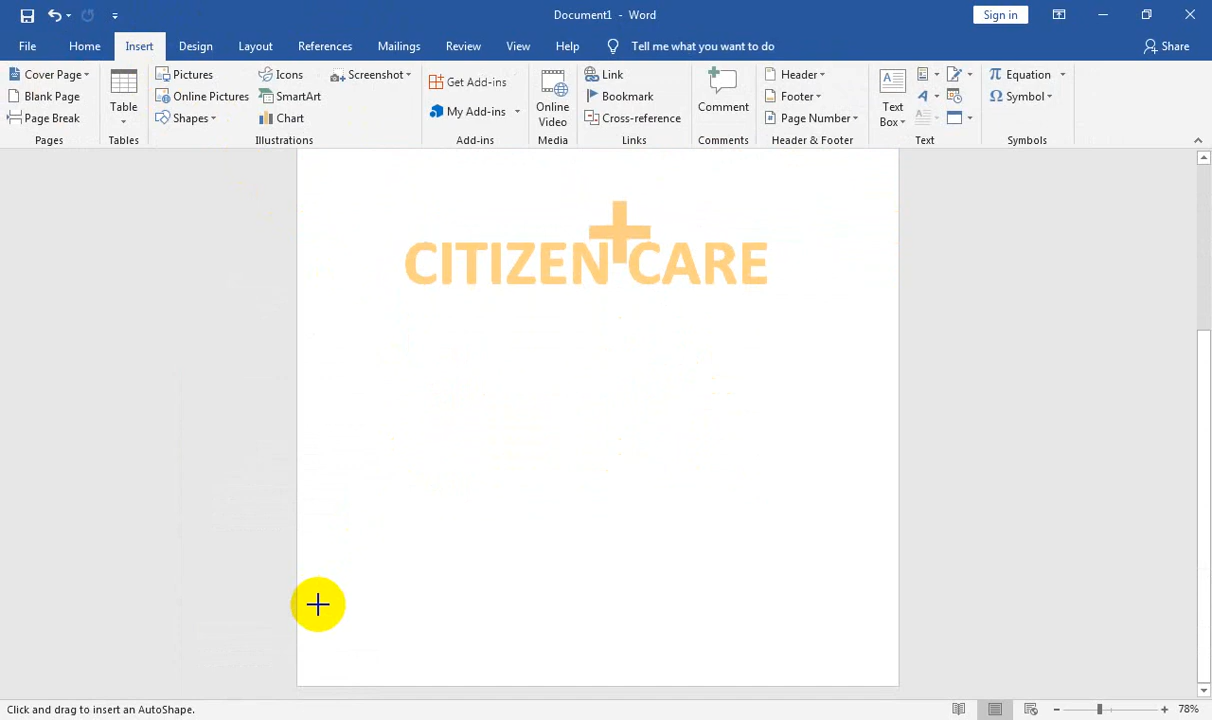 Document1 - Word
Sign in
File Home Insert Design Layout References Mailings Review View Help Tell me what you want to do Share
Cover Page
Blank Page
Page Break
Pages
Table
Tables
Pictures
Online Pictures
Shapes
Icons
SmartArt
Chart
Screenshot
Illustrations
Get Add-ins
My Add-ins
Add-ins
Online
Video
Media
Link
Bookmark
Cross-reference
Links
Comment
Comments
Header
Footer
Page Number
Header & Footer
Text
Box
Text
Equation
Symbol
Symbols
CITIZEN CARE
Click and drag to insert an AutoShape.
78%